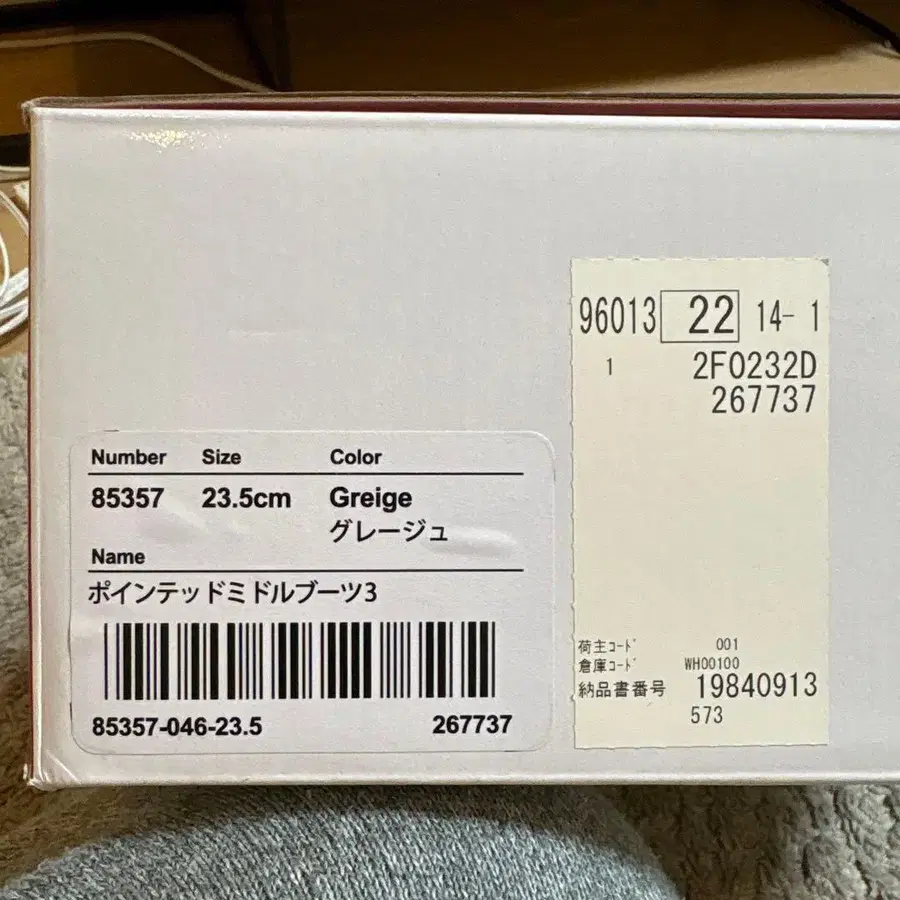 96013 22 14- 1
1 2F0232D
267737
Number Size Color
85357 23.5cm Greige
グレージュ
Name
ポインテッドミドルブーツ3
85357-046-23.5 267737
荷主ｺｰﾄﾞ 001
倉庫ｺｰﾄﾞ WH00100
納品書番号 19840913
573